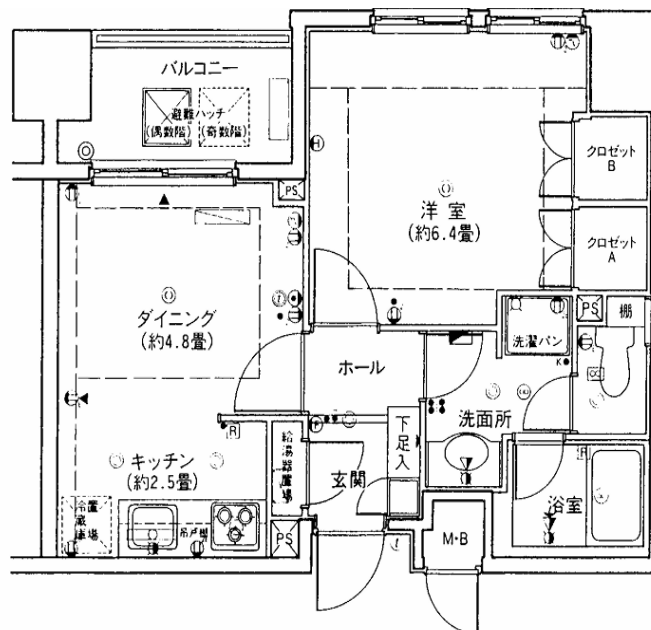 バルコニー
避難ハッチ
(偶数階)
(奇数階)
PS
洋室
(約6.4畳)
クロゼット
B
クロゼット
A
ダイニング
(約4.8畳)
ホール
洗濯パン
PS
棚
K
洗面所
下足入
給湯器置場
玄関
R
キッチン
(約2.5畳)
冷蔵庫置場
吊戸棚
PS
M・B
R
浴室